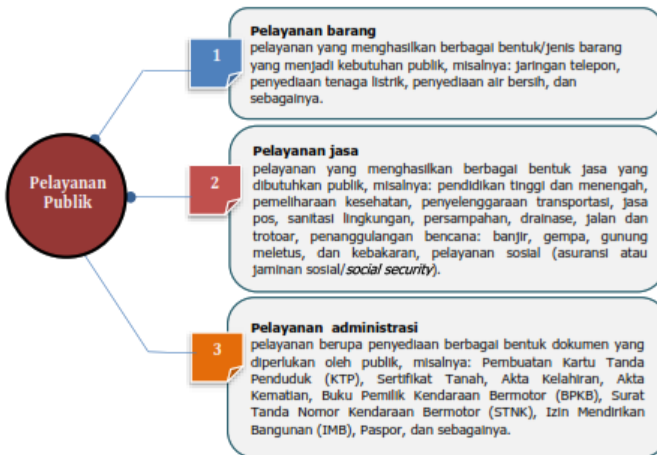 Pelayanan
Publik
1
Pelayanan barang
pelayanan yang menghasilkan berbagai bentuk/jenis barang
yang menjadi kebutuhan publik, misalnya: jaringan telepon,
penyediaan tenaga listrik, penyediaan air bersih, dan
sebagainya.
2
Pelayanan jasa
pelayanan yang menghasilkan berbagai bentuk jasa yang
dibutuhkan publik, misalnya: pendidikan tinggi dan menengah,
pemeliharaan kesehatan, penyelenggaraan transportasi, jasa
pos, sanitasi lingkungan, persampahan, drainase, jalan dan
trotoar, penanggulangan bencana: banjir, gempa, gunung
meletus, dan kebakaran, pelayanan sosial (asuransi atau
jaminan sosial/social security).
3
Pelayanan administrasi
pelayanan berupa penyediaan berbagai bentuk dokumen yang
diperlukan oleh publik, misalnya: Pembuatan Kartu Tanda
Penduduk (KTP), Sertifikat Tanah, Akta Kelahiran, Akta
Kematian, Buku Pemilik Kendaraan Bermotor (BPKB), Surat
Tanda Nomor Kendaraan Bermotor (STNK), Izin Mendirikan
Bangunan (IMB), Paspor, dan sebagainya.